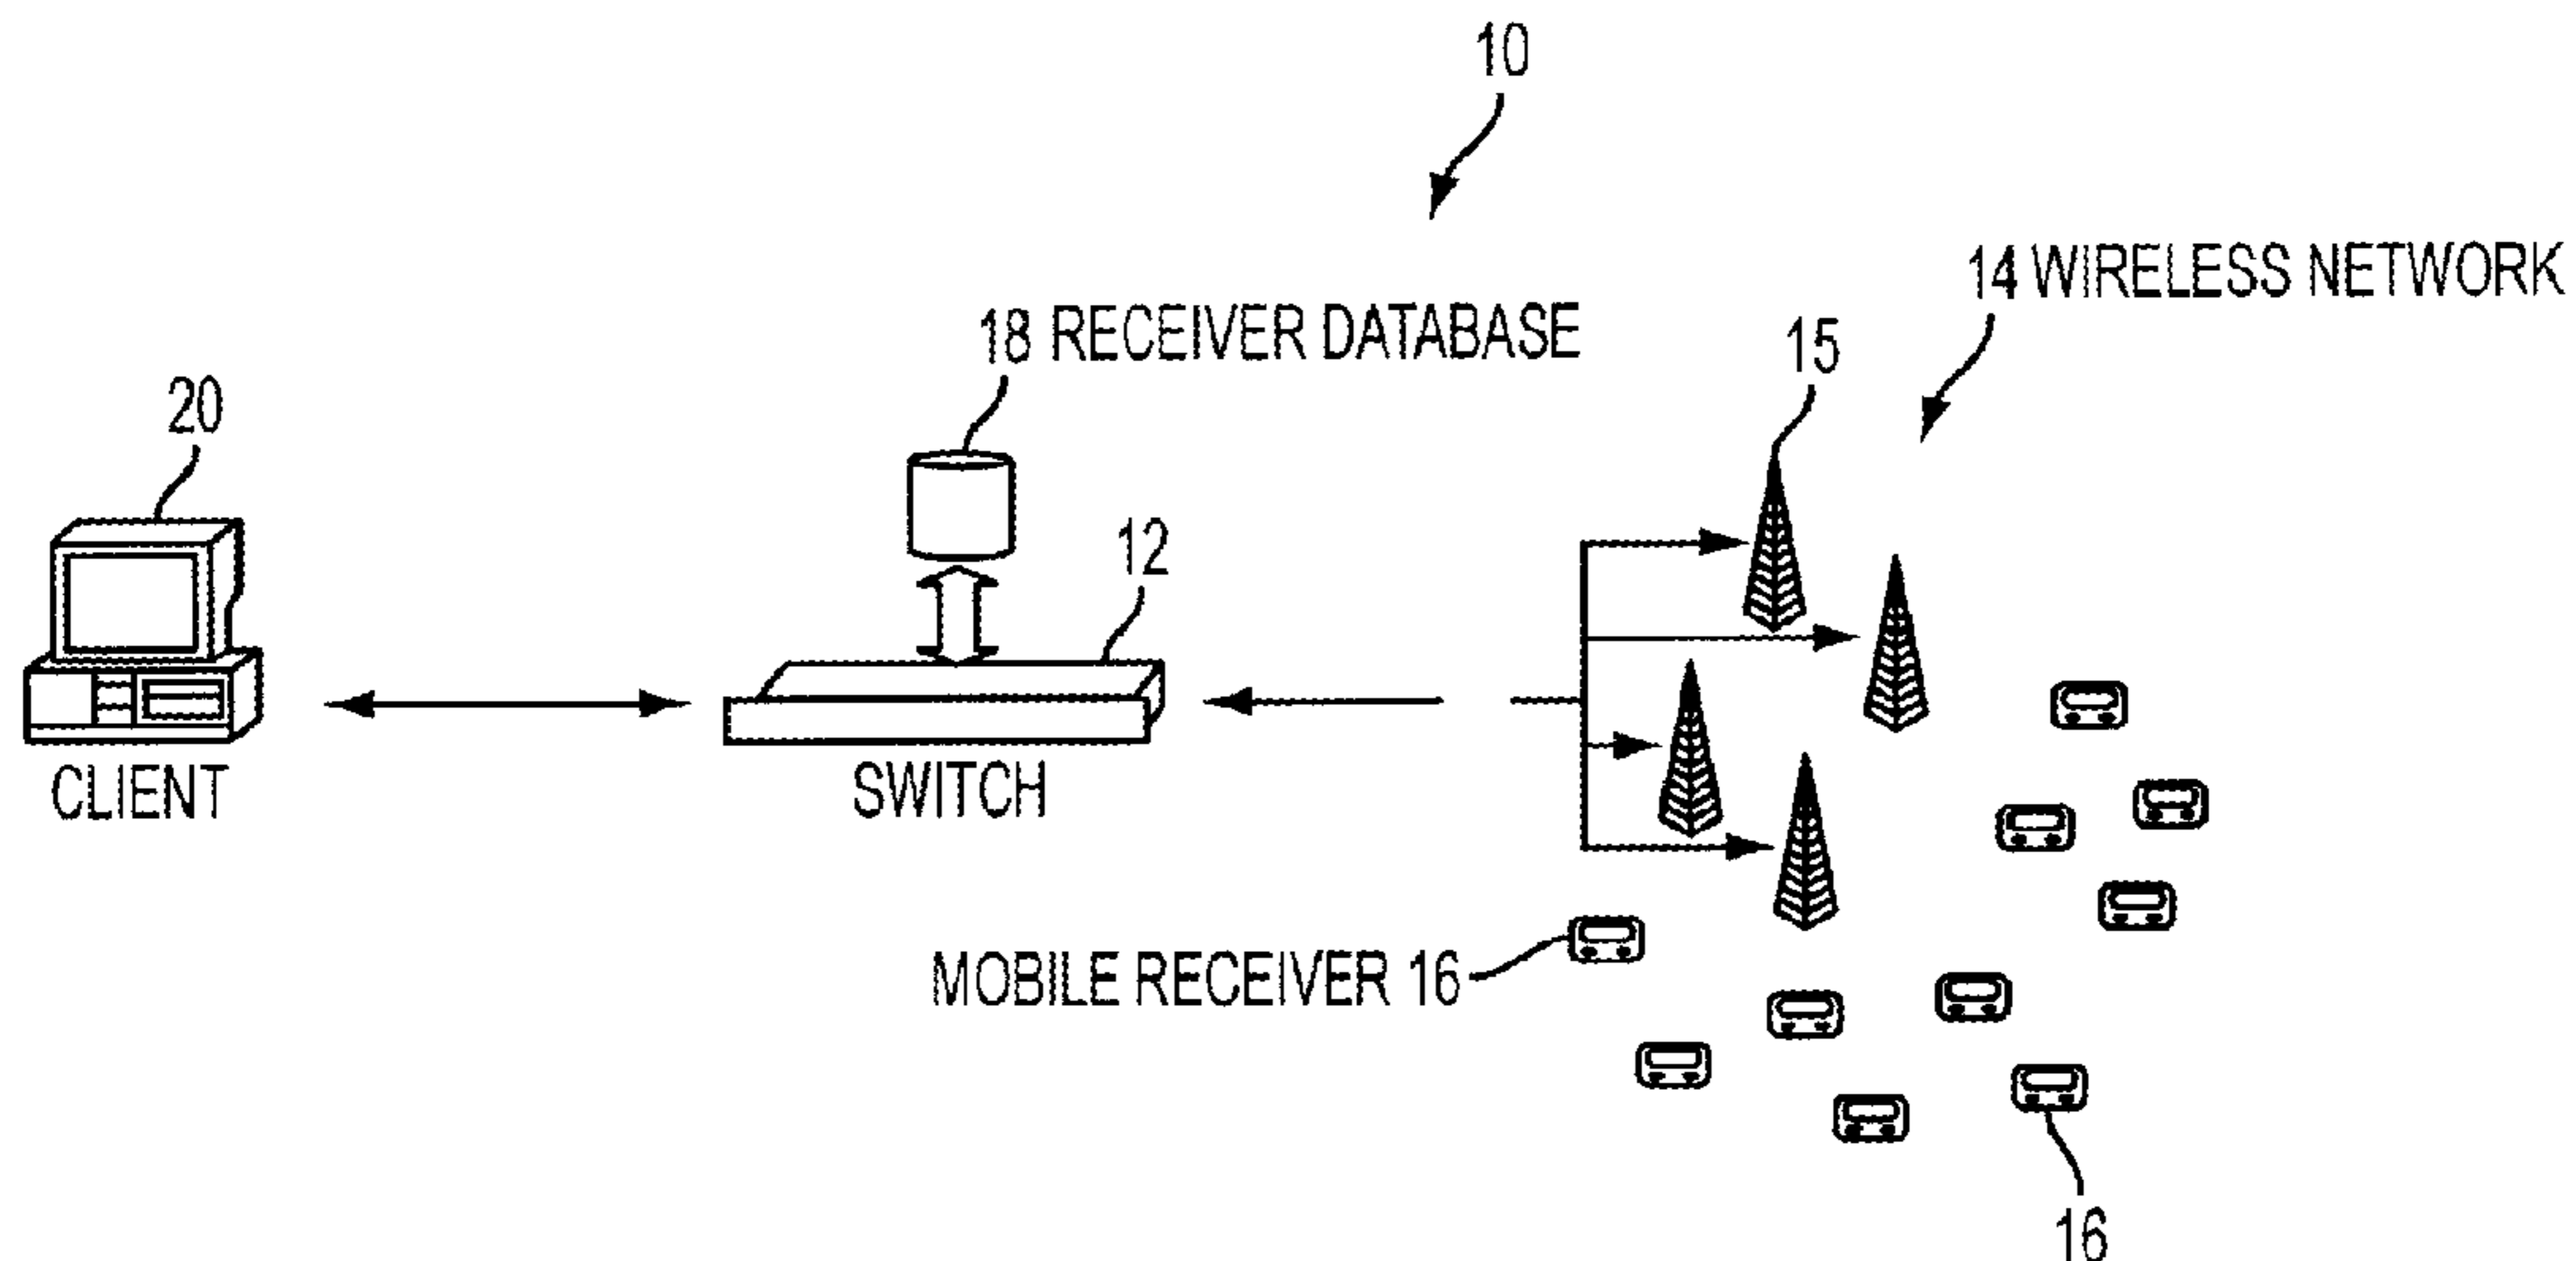 10
14 WIRELESS NETWORK
18 RECEIVER DATABASE
15
20
12
CLIENT
SWITCH
MOBILE RECEIVER 16
16